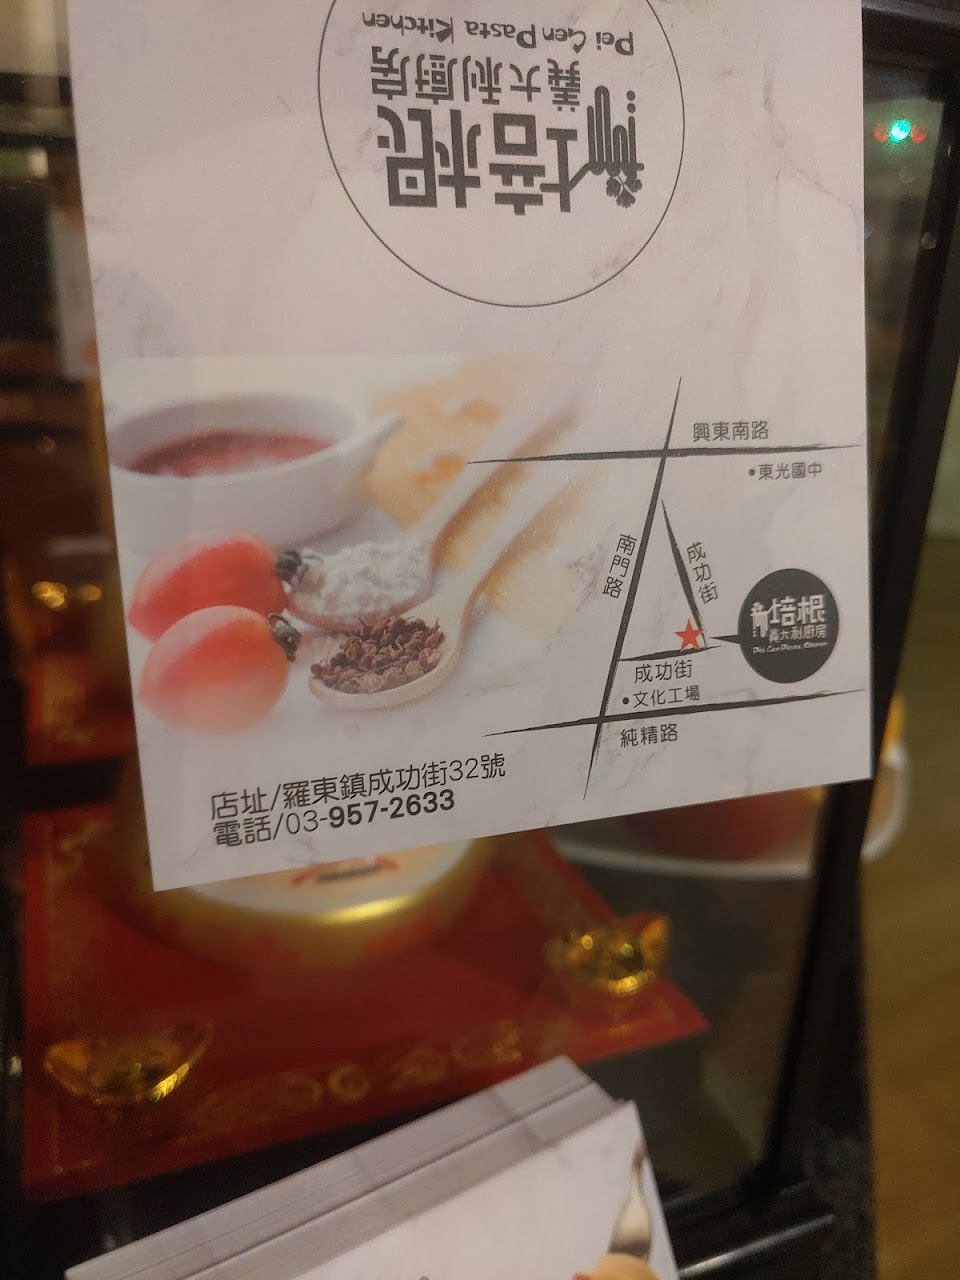 培根
義大利廚房
Pei Gen Pasta Kitchen
興東南路
•東光國中
南門路
成功街
培根
義大利廚房
Pei Gen Pasta Kitchen
成功街
•文化工場
純精路
店址/羅東鎮成功街32號
電話/03-957-2633